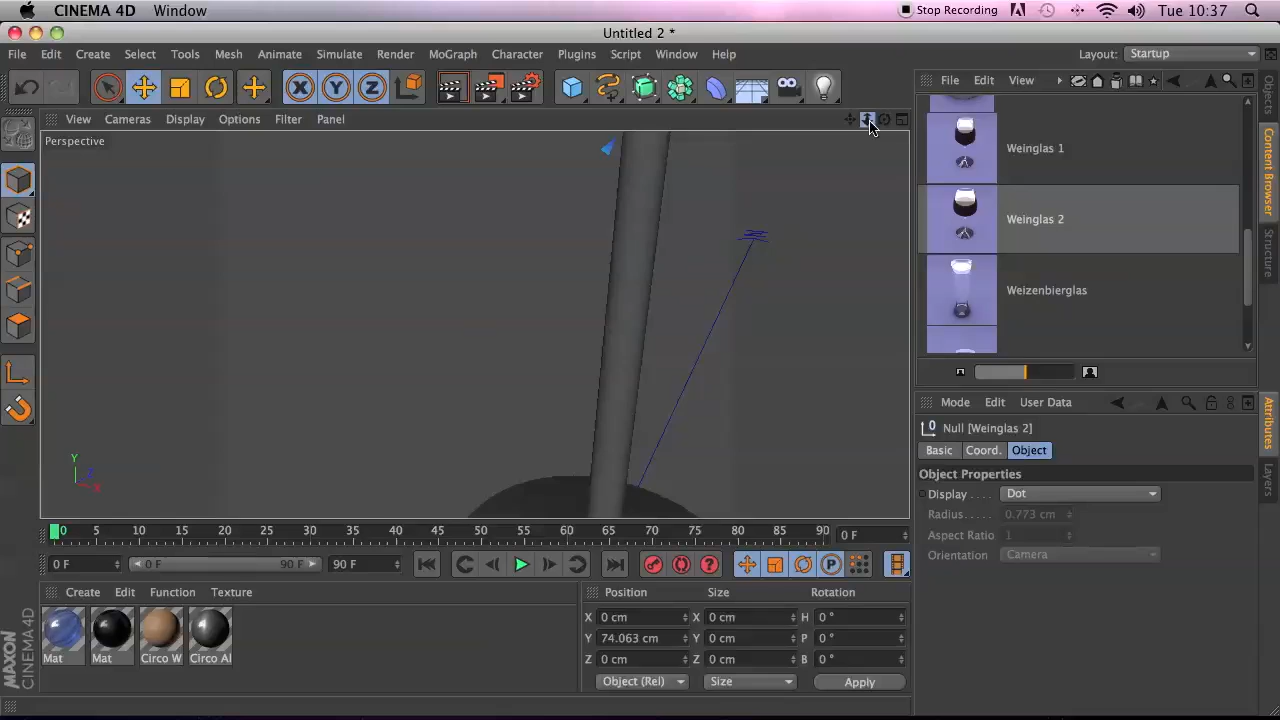 CINEMA 4D Window
Stop Recording Tue 10:37
Untitled 2 *
File Edit Create Select Tools Mesh Animate Simulate Render MoGraph Character Plugins Script Window Help
Layout: Startup
X Y Z
File Edit View
View Cameras Display Options Filter Panel
Perspective
Weinglas 1
Weinglas 2
Weizenbierglas
Objects
Content Browser
Structure
Attributes
Layers
Mode Edit User Data
Null [Weinglas 2]
Basic Coord. Object
Object Properties
Display . . . . Dot
Radius . . . . . 0.773 cm
Aspect Ratio 1
Orientation Camera
Y
Z
X
0 5 10 15 20 25 30 35 40 45 50 55 60 65 70 75 80 85 90 0 F
0 F 0 F 90 F 90 F
P
Create Edit Function Texture
Mat Mat Circo W Circo Al
Position Size Rotation
X 0 cm X 0 cm H 0 °
Y 74.063 cm Y 0 cm P 0 °
Z 0 cm Z 0 cm B 0 °
Object (Rel) Size Apply
MAXON
CINEMA 4D